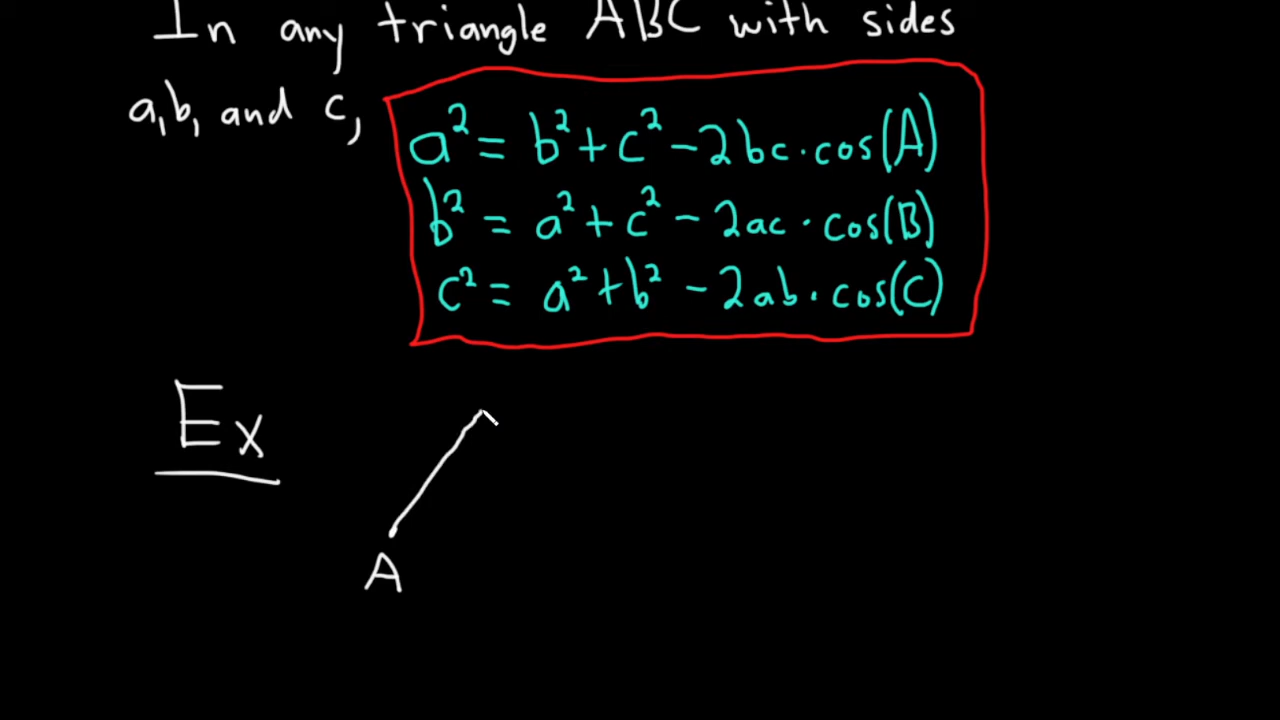 In any triangle ABC with sides
a, b, and c,
a² = b² + c² - 2bc · cos(A)
b² = a² + c² - 2ac · cos(B)
c² = a² + b² - 2ab · cos(C)
Ex
A